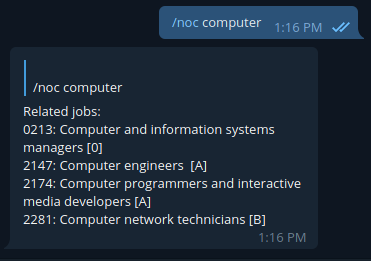 /noc computer
1:16 PM
/noc computer
Related jobs:
0213: Computer and information systems
managers [0]
2147: Computer engineers [A]
2174: Computer programmers and interactive
media developers [A]
2281: Computer network technicians [B]
1:16 PM